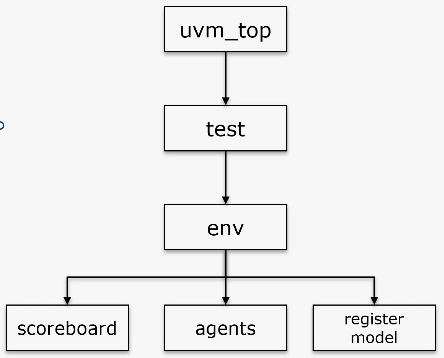 uvm_top
test
env
scoreboard
agents
register
model